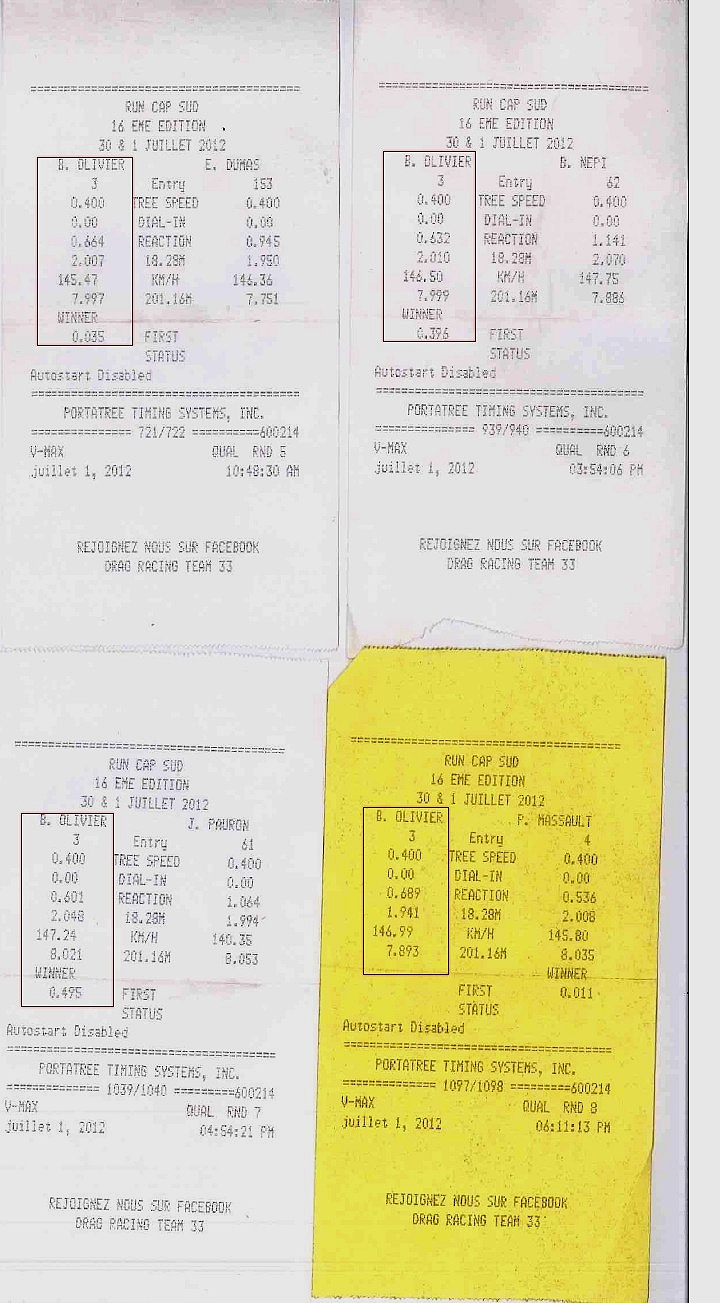 ===================================
RUN CAP SUD
16 EME EDITION
30 & 1 JUILLET 2012
B. OLIVIER E. DUMAS
3 Entry 153
0.400 TREE SPEED 0.400
0.00 DIAL-IN 0.00
0.664 REACTION 0.945
2.007 18.28M 1.950
145.47 KM/H 146.36
7.997 201.16M 7.751
WINNER
0.035 FIRST
STATUS
Autostart Disabled
===================================
PORTATREE TIMING SYSTEMS, INC.
============= 721/722 =========600214
V-MAX QUAL RND 5
juillet 1, 2012 10:48:30 AM
REJOIGNEZ NOUS SUR FACEBOOK
DRAG RACING TEAM 33
===================================
RUN CAP SUD
16 EME EDITION
30 & 1 JUILLET 2012
B. OLIVIER D. NEPI
3 Entry 62
0.400 TREE SPEED 0.400
0.00 DIAL-IN 0.00
0.632 REACTION 1.141
2.010 18.28M 2.070
146.50 KM/H 147.75
7.999 201.16M 7.886
WINNER
0.396 FIRST
STATUS
Autostart Disabled
===================================
PORTATREE TIMING SYSTEMS, INC.
============= 939/940 =========600214
V-MAX QUAL RND 6
juillet 1, 2012 03:54:06 PM
REJOIGNEZ NOUS SUR FACEBOOK
DRAG RACING TEAM 33
===================================
RUN CAP SUD
16 EME EDITION
30 & 1 JUILLET 2012
B. OLIVIER J. PAURON
3 Entry 61
0.400 TREE SPEED 0.400
0.00 DIAL-IN 0.00
0.601 REACTION 1.064
2.048 18.28M 1.994
147.24 KM/H 140.35
8.021 201.16M 8.053
WINNER
0.495 FIRST
STATUS
Autostart Disabled
===================================
PORTATREE TIMING SYSTEMS, INC.
============= 1039/1040 =========600214
V-MAX QUAL RND 7
juillet 1, 2012 04:54:21 PM
REJOIGNEZ NOUS SUR FACEBOOK
DRAG RACING TEAM 33
===================================
RUN CAP SUD
16 EME EDITION
30 & 1 JUILLET 2012
B. OLIVIER P. MASSAULT
3 Entry 4
0.400 TREE SPEED 0.400
0.00 DIAL-IN 0.00
0.689 REACTION 0.536
1.941 18.28M 2.008
146.99 KM/H 145.80
7.893 201.16M 8.035
WINNER
FIRST 0.011
STATUS
Autostart Disabled
===================================
PORTATREE TIMING SYSTEMS, INC.
============= 1097/1098 =========600214
V-MAX QUAL RND 8
juillet 1, 2012 06:11:13 PM
REJOIGNEZ NOUS SUR FACEBOOK
DRAG RACING TEAM 33